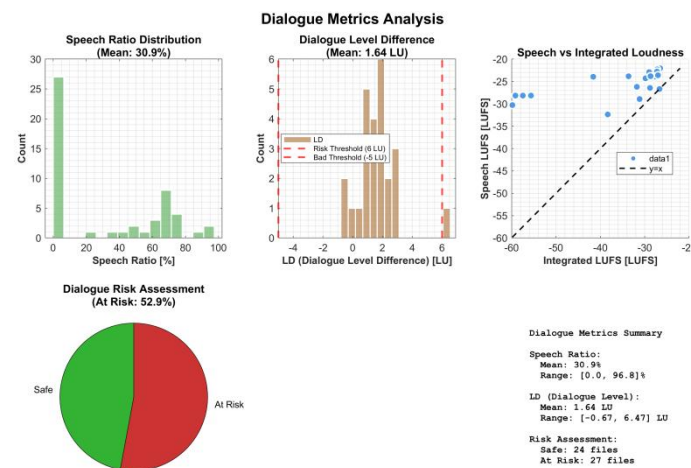 Dialogue Metrics Analysis
Speech Ratio Distribution
(Mean: 30.9%)
30
25
20
15
10
5
0
Count
0 20 40 60 80 100
Speech Ratio [%]
Dialogue Level Difference
(Mean: 1.64 LU)
6
5
4
3
2
1
0
Count
LD
Risk Threshold (6 LU)
Bad Threshold (-5 LU)
-4 -2 0 2 4 6
LD (Dialogue Level Difference) [LU]
Speech vs Integrated Loudness
-20
-25
-30
-35
-40
-45
-50
-55
-60
Speech LUFS [LUFS]
data1
y=x
-60 -50 -40 -30 -2
Integrated LUFS [LUFS]
Dialogue Risk Assessment
(At Risk: 52.9%)
Safe
At Risk
Dialogue Metrics Summary
Speech Ratio:
Mean: 30.9%
Range: [0.0, 96.8]%
LD (Dialogue Level):
Mean: 1.64 LU
Range: [-0.67, 6.47] LU
Risk Assessment:
Safe: 24 files
At Risk: 27 files